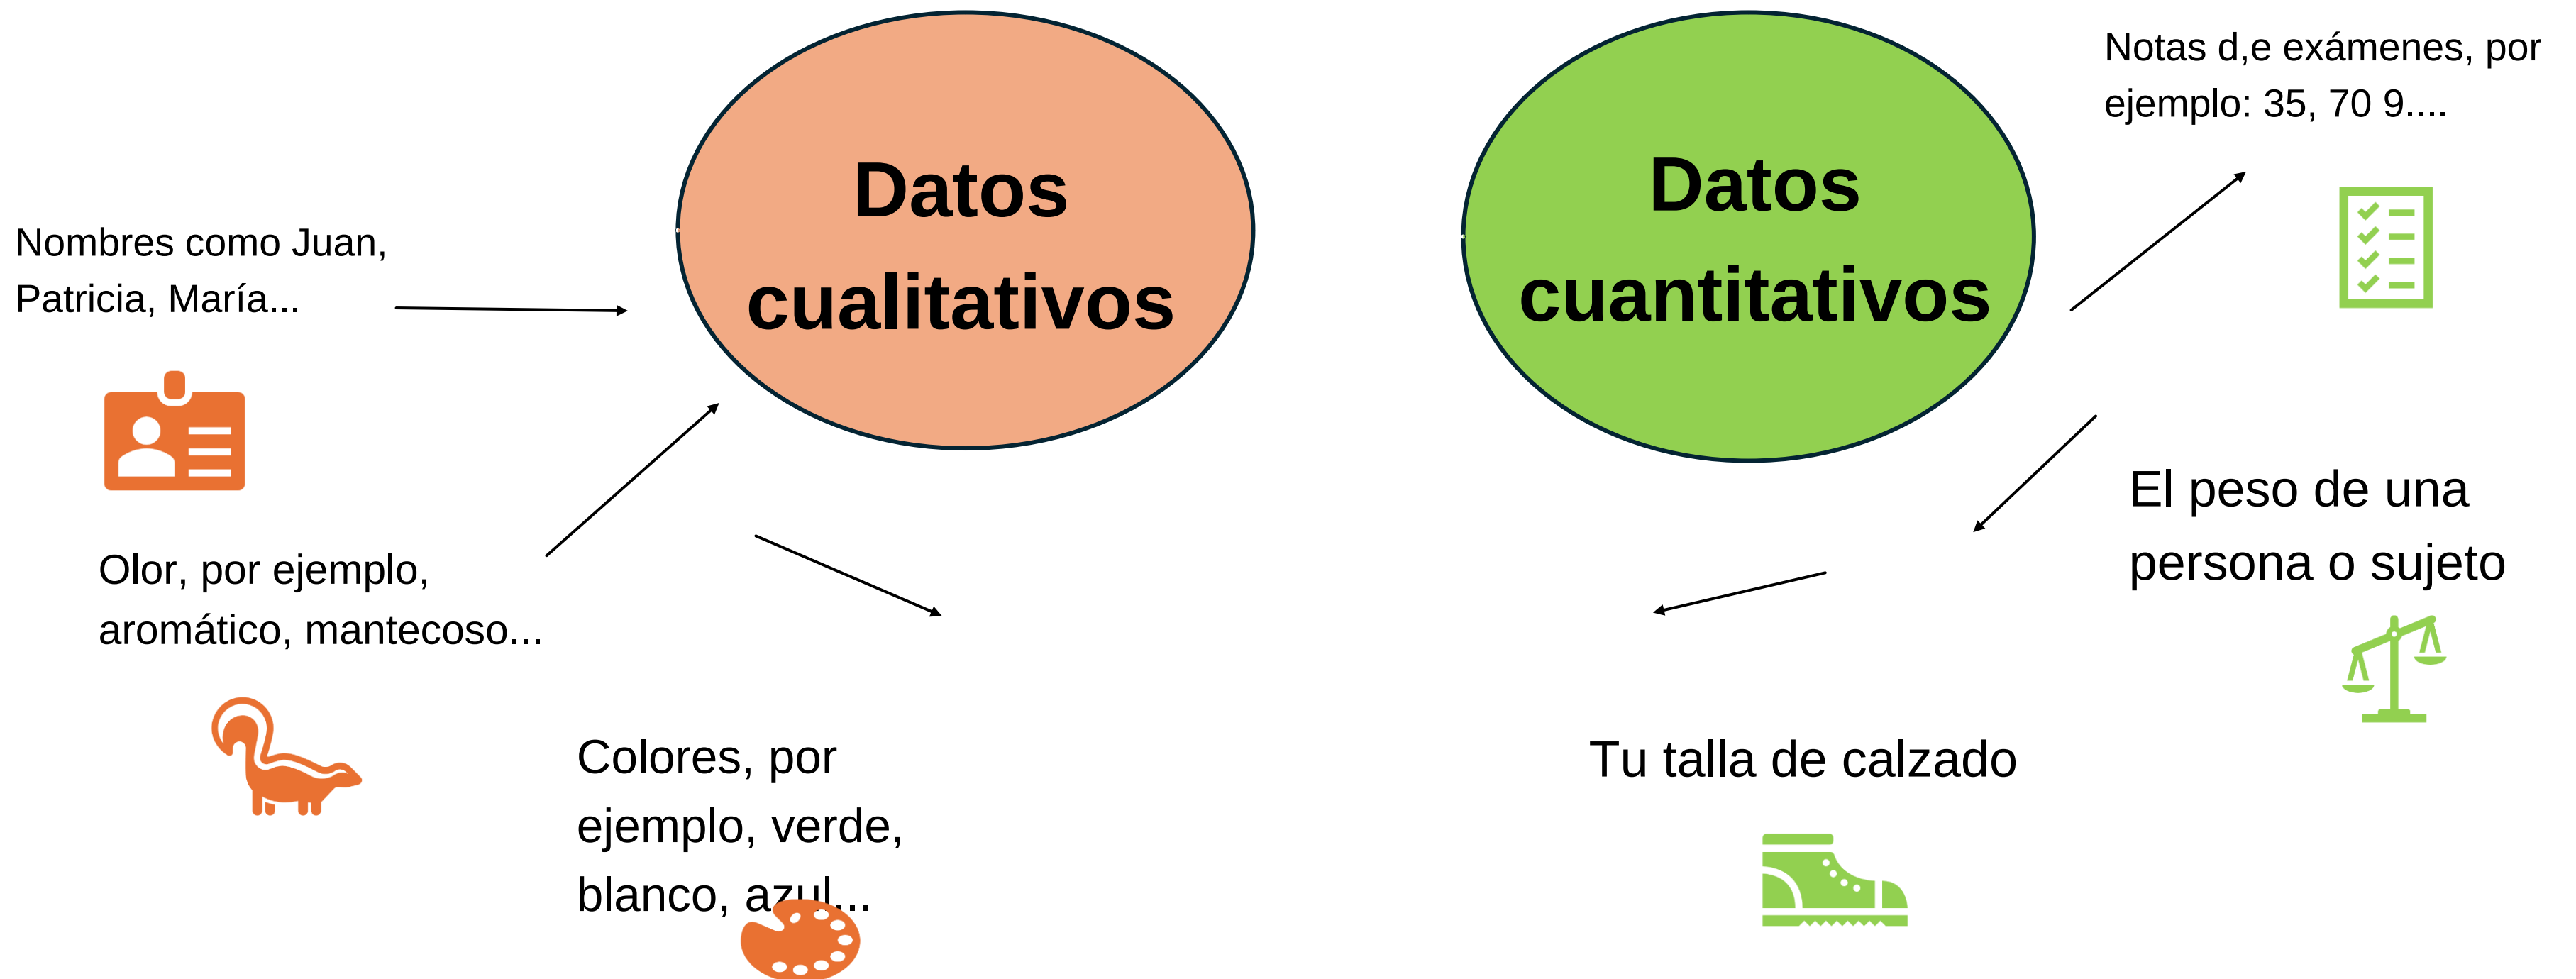 Datos
cualitativos
Nombres como Juan,
Patricia, María...
Olor, por ejemplo,
aromático, mantecoso...
Colores, por
ejemplo, verde,
blanco, azul...
Datos
cuantitativos
Notas d,e exámenes, por
ejemplo: 35, 70 9....
El peso de una
persona o sujeto
Tu talla de calzado